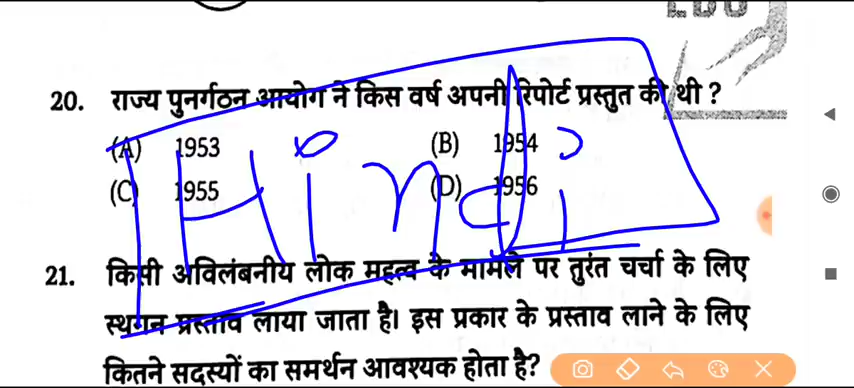 EDU
20. राज्य पुनर्गठन आयोग ने किस वर्ष अपनी रिपोर्ट प्रस्तुत की थी ?
(A) 1953 (B) 1954
(C) 1955 (D) 1956
Hindi
21. किसी अविलंबनीय लोक महत्व के मामले पर तुरंत चर्चा के लिए
स्थगन प्रस्ताव लाया जाता है। इस प्रकार के प्रस्ताव लाने के लिए
कितने सदस्यों का समर्थन आवश्यक होता है?